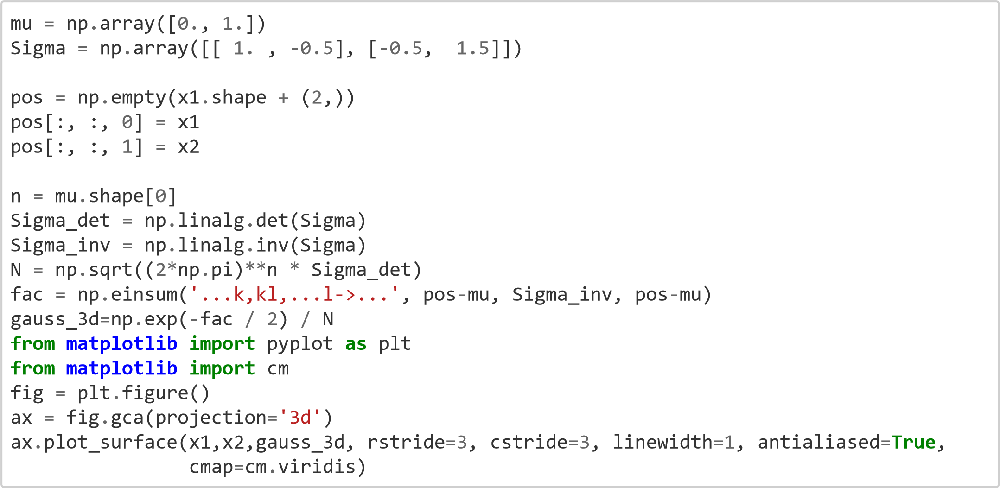 mu = np.array([0., 1.])
Sigma = np.array([[ 1. , -0.5], [-0.5,  1.5]])

pos = np.empty(x1.shape + (2,))
pos[:, :, 0] = x1
pos[:, :, 1] = x2

n = mu.shape[0]
Sigma_det = np.linalg.det(Sigma)
Sigma_inv = np.linalg.inv(Sigma)
N = np.sqrt((2*np.pi)**n * Sigma_det)
fac = np.einsum('...k,kl,...l->...', pos-mu, Sigma_inv, pos-mu)
gauss_3d=np.exp(-fac / 2) / N
from matplotlib import pyplot as plt
from matplotlib import cm
fig = plt.figure()
ax = fig.gca(projection='3d')
ax.plot_surface(x1,x2,gauss_3d, rstride=3, cstride=3, linewidth=1, antialiased=True,
                cmap=cm.viridis)